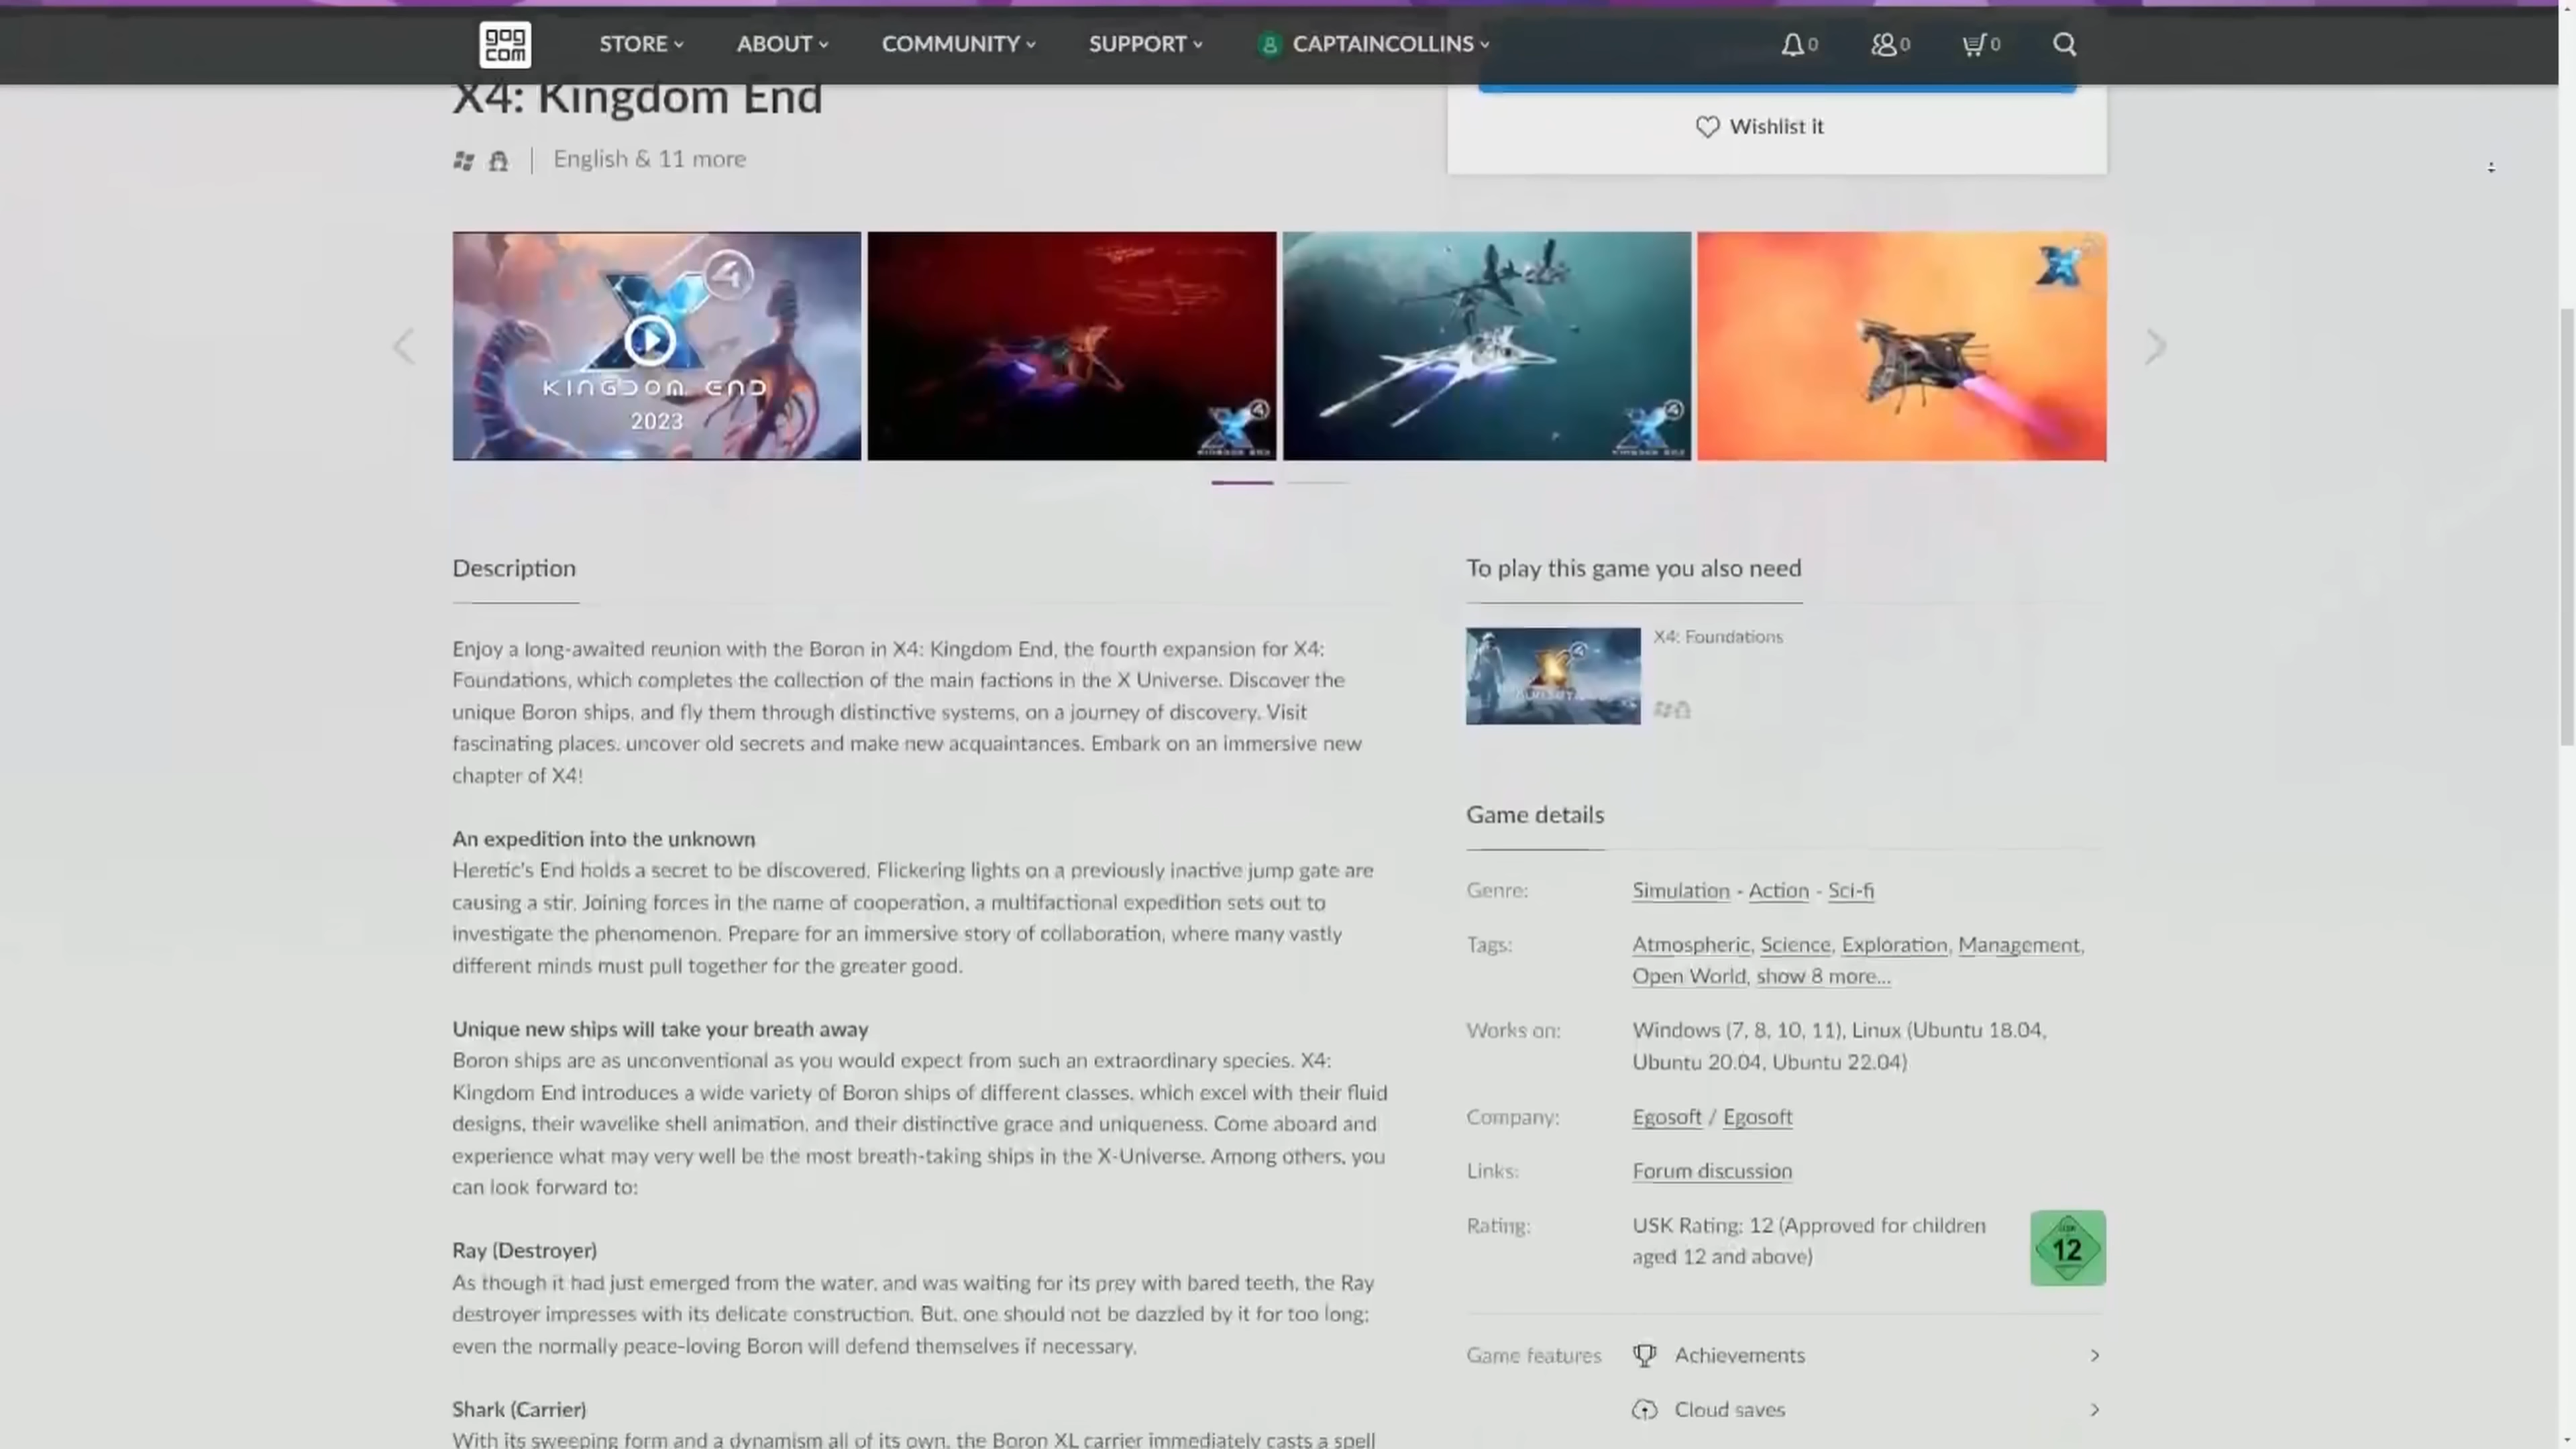 gog
com
STORE
ABOUT
COMMUNITY
SUPPORT
CAPTAINCOLLINS
0
0
0
X4: Kingdom End
Wishlist it
English & 11 more
4
KINGDOM END
2023
Description
To play this game you also need
Enjoy a long-awaited reunion with the Boron in X4: Kingdom End, the fourth expansion for X4:
Foundations, which completes the collection of the main factions in the X Universe. Discover the
unique Boron ships, and fly them through distinctive systems, on a journey of discovery. Visit
fascinating places, uncover old secrets and make new acquaintances. Embark on an immersive new
chapter of X4!
X4: Foundations
An expedition into the unknown
Heretic's End holds a secret to be discovered. Flickering lights on a previously inactive jump gate are
causing a stir. Joining forces in the name of cooperation, a multifactional expedition sets out to
investigate the phenomenon. Prepare for an immersive story of collaboration, where many vastly
different minds must pull together for the greater good.
Unique new ships will take your breath away
Boron ships are as unconventional as you would expect from such an extraordinary species. X4:
Kingdom End introduces a wide variety of Boron ships of different classes, which excel with their fluid
designs, their wavelike shell animation, and their distinctive grace and uniqueness. Come aboard and
experience what may very well be the most breath-taking ships in the X-Universe. Among others, you
can look forward to:
Ray (Destroyer)
As though it had just emerged from the water, and was waiting for its prey with bared teeth, the Ray
destroyer impresses with its delicate construction. But, one should not be dazzled by it for too long;
even the normally peace-loving Boron will defend themselves if necessary.
Shark (Carrier)
With its sweeping form and a dynamism all of its own, the Boron XL carrier immediately casts a spell
Game details
Genre:
Simulation - Action - Sci-fi
Tags:
Atmospheric, Science, Exploration, Management,
Open World, show 8 more...
Works on:
Windows (7, 8, 10, 11), Linux (Ubuntu 18.04,
Ubuntu 20.04, Ubuntu 22.04)
Company:
Egosoft / Egosoft
Links:
Forum discussion
Rating:
USK Rating: 12 (Approved for children
aged 12 and above)
12
Game features
Achievements
Cloud saves